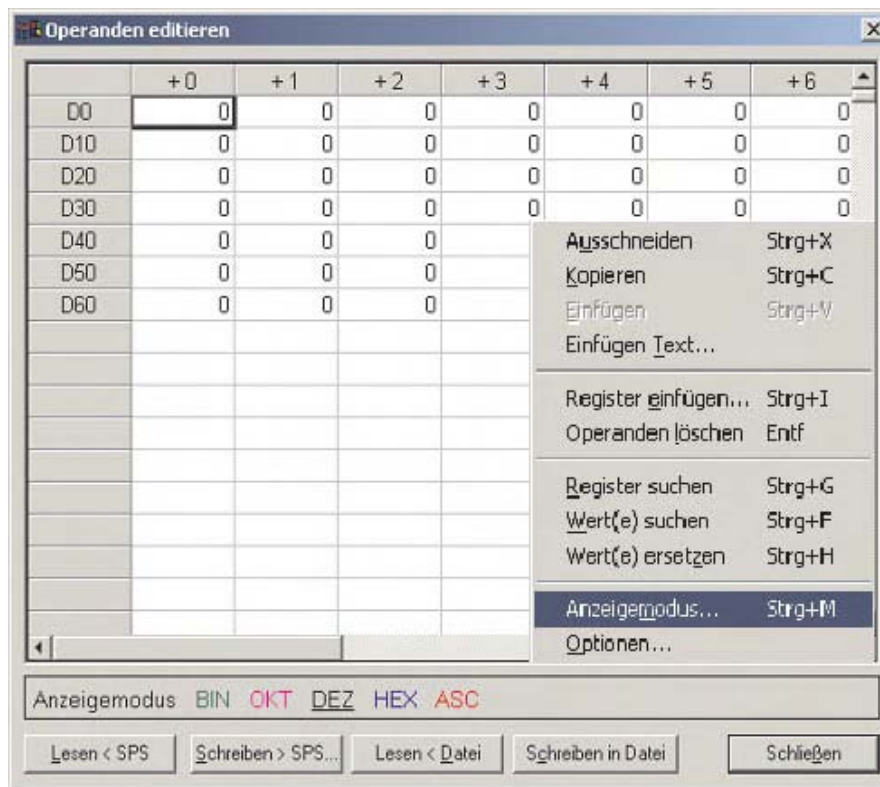 Operanden editieren
+0 +1 +2 +3 +4 +5 +6
D0 0 0 0 0 0 0 0
D10 0 0 0 0 0 0 0
D20 0 0 0 0 0 0 0
D30 0 0 0 0 0 0 0
D40 0 0 0
D50 0 0 0
D60 0 0 0
Ausschneiden Strg+X
Kopieren Strg+C
Einfügen Strg+V
Einfügen Text...
Register einfügen... Strg+I
Operanden löschen Entf
Register suchen Strg+G
Wert(e) suchen Strg+F
Wert(e) ersetzen Strg+H
Anzeigemodus... Strg+M
Optionen...
Anzeigemodus BIN OKT DEZ HEX ASC
Lesen < SPS Schreiben > SPS... Lesen < Datei Schreiben in Datei Schließen